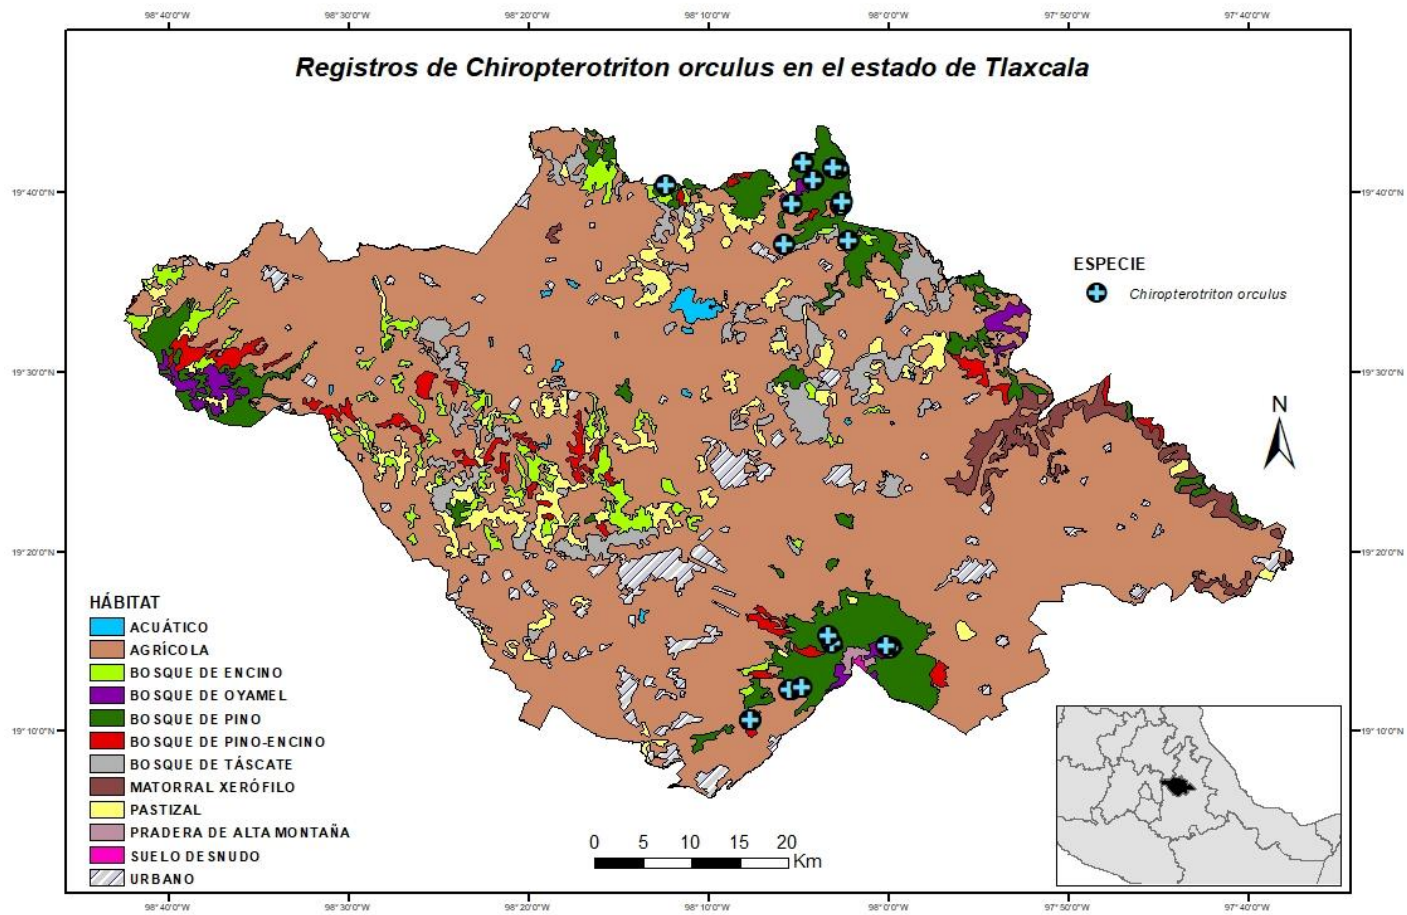 98°40'0"W 98°30'0"W 98°20'0"W 98°10'0"W 98°0'0"W 97°50'0"W 97°40'0"W
Registros de Chiropterotriton orculus en el estado de Tlaxcala
19°40'0"N 19°40'0"N
ESPECIE
Chiropterotriton orculus
19°30'0"N 19°30'0"N
N
19°20'0"N 19°20'0"N
HÁBITAT
ACUÁTICO
AGRÍCOLA
BOSQUE DE ENCINO
BOSQUE DE OYAMEL
BOSQUE DE PINO
19°10'0"N 19°10'0"N
BOSQUE DE PINO-ENCINO
BOSQUE DE TÁSCATE
MATORRAL XERÓFILO
PASTIZAL
PRADERA DE ALTA MONTAÑA
SUELO DESNUDO
URBANO
0 5 10 15 20
Km
98°40'0"W 98°30'0"W 98°20'0"W 98°10'0"W 98°0'0"W 97°50'0"W 97°40'0"W